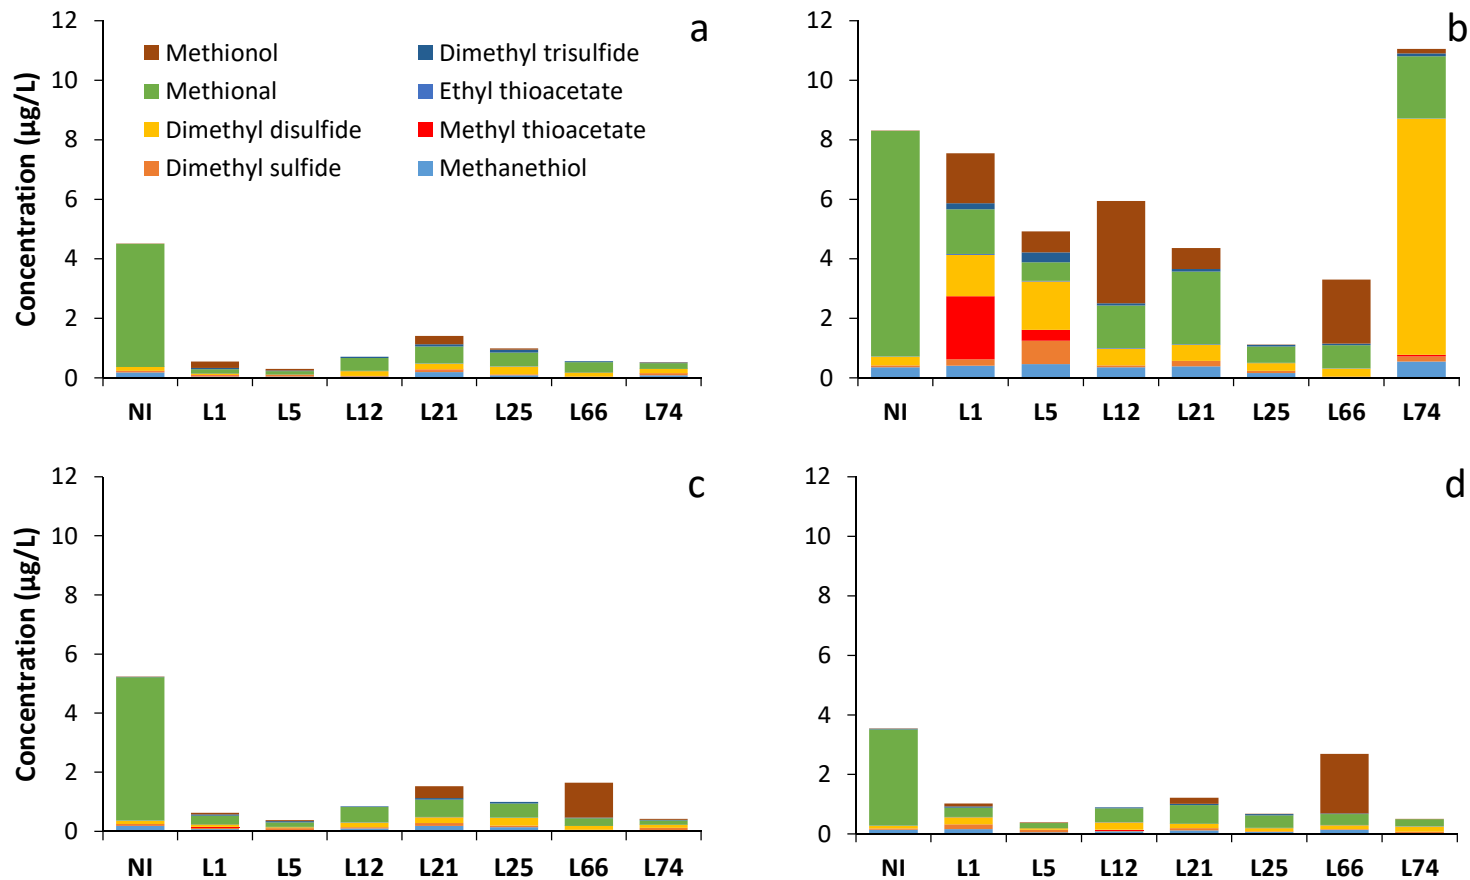 a
Concentration (µg/L)
12
10
8
6
4
2
0
Methionol
Dimethyl trisulfide
Methional
Ethyl thioacetate
Dimethyl disulfide
Methyl thioacetate
Dimethyl sulfide
Methanethiol
NI L1 L5 L12 L21 L25 L66 L74
b
12
10
8
6
4
2
0
NI L1 L5 L12 L21 L25 L66 L74
c
Concentration (µg/L)
12
10
8
6
4
2
0
NI L1 L5 L12 L21 L25 L66 L74
d
12
10
8
6
4
2
0
NI L1 L5 L12 L21 L25 L66 L74